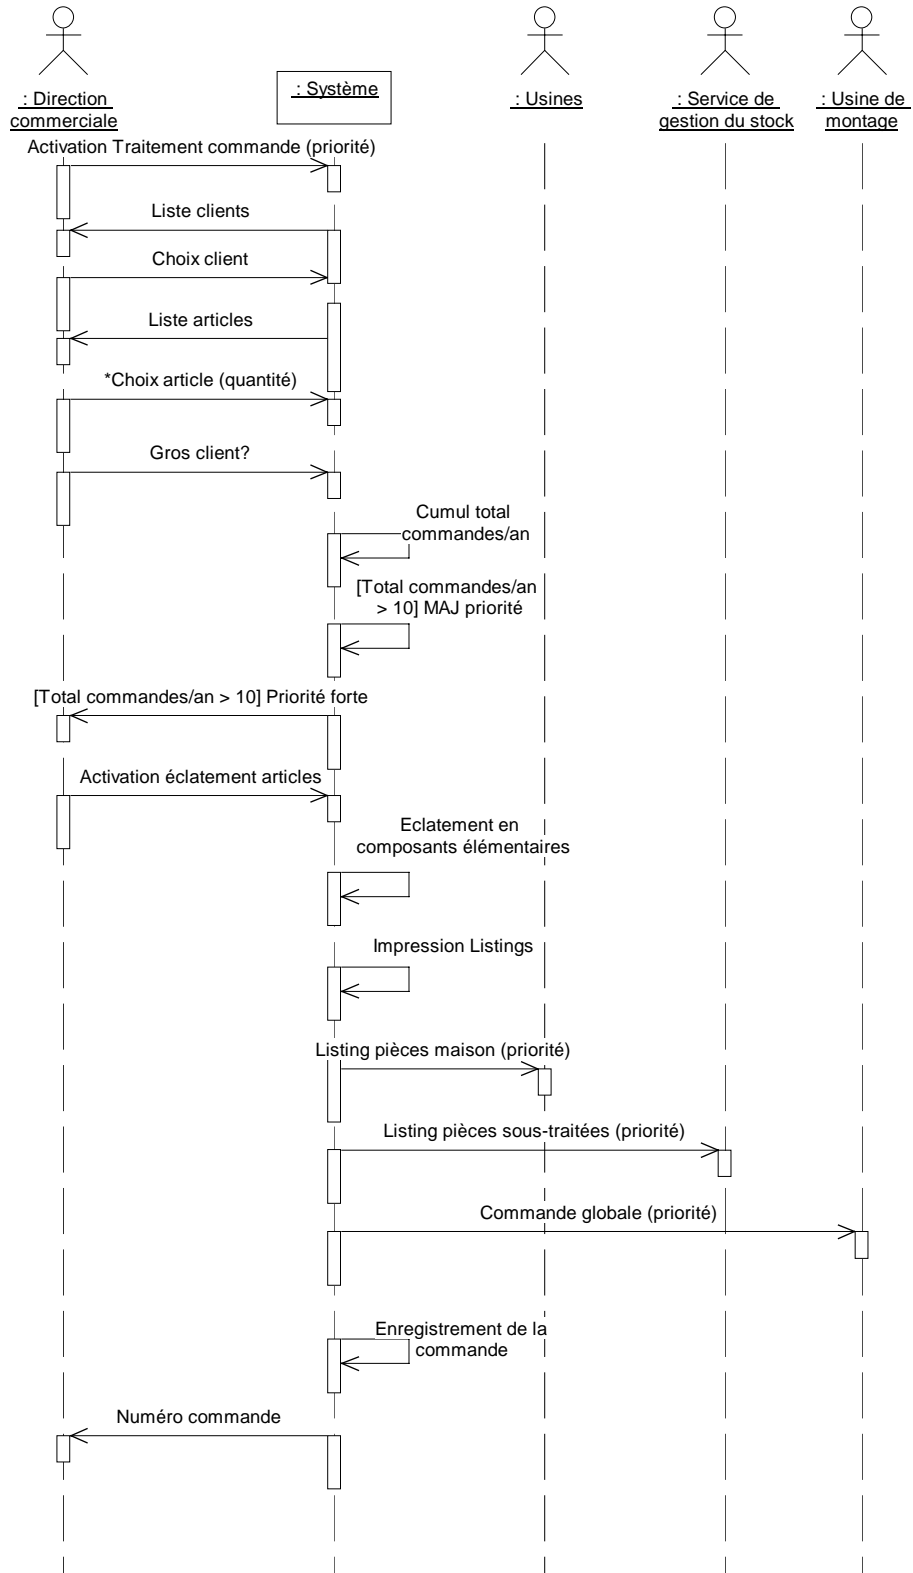 : Direction
commerciale
: Système
: Usines
: Service de
gestion du stock
: Usine de
montage
Activation Traitement commande (priorité)
Liste clients
Choix client
Liste articles
*Choix article (quantité)
Gros client?
Cumul total
commandes/an
[Total commandes/an
> 10] MAJ priorité
[Total commandes/an > 10] Priorité forte
Activation éclatement articles
Eclatement en
composants élémentaires
Impression Listings
Listing pièces maison (priorité)
Listing pièces sous-traitées (priorité)
Commande globale (priorité)
Enregistrement de la
commande
Numéro commande